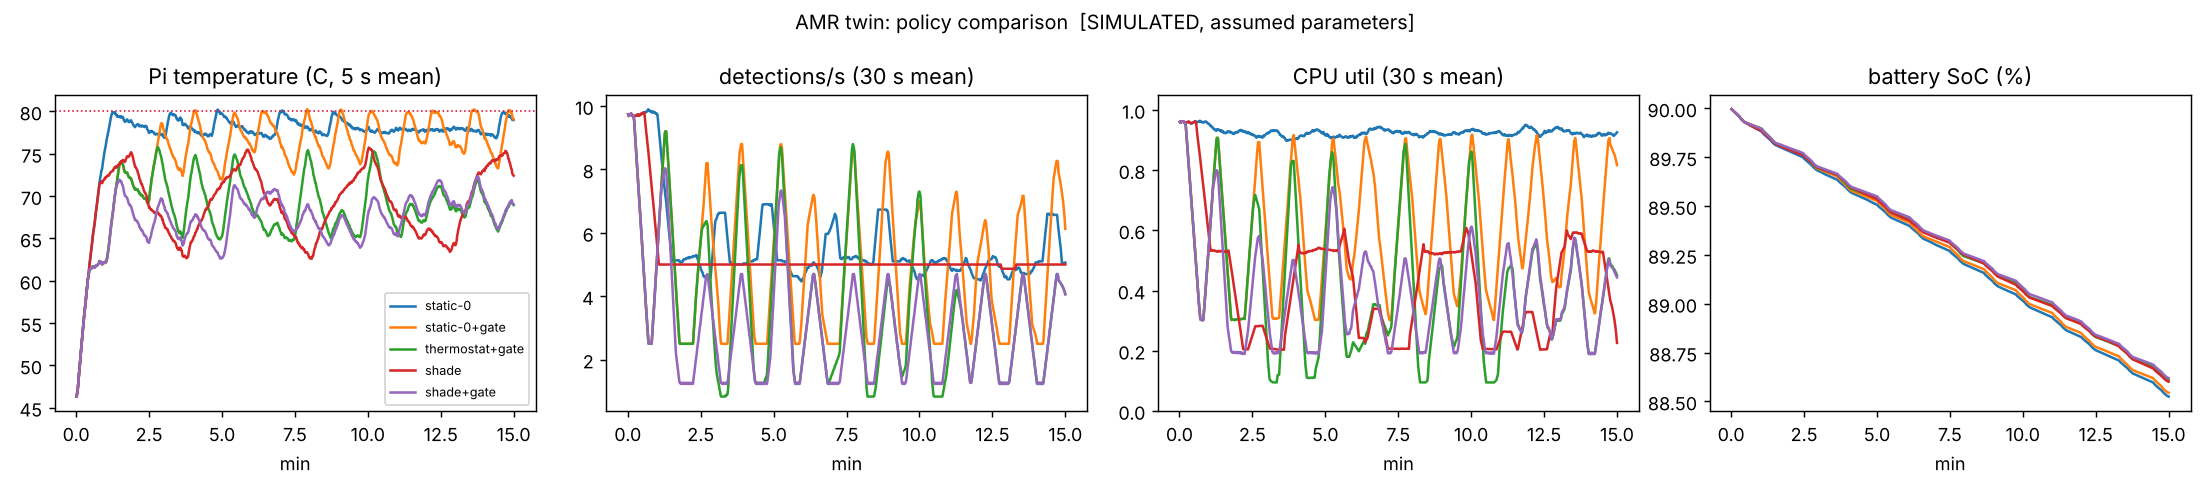 AMR twin: policy comparison [SIMULATED, assumed parameters]
Pi temperature (C, 5 s mean)
80
75
70
65
60
55
50
45
static-0
static-0+gate
thermostat+gate
shade
shade+gate
0.0 2.5 5.0 7.5 10.0 12.5 15.0
min
detections/s (30 s mean)
10
8
6
4
2
0.0 2.5 5.0 7.5 10.0 12.5 15.0
min
CPU util (30 s mean)
1.0
0.8
0.6
0.4
0.2
0.0
0.0 2.5 5.0 7.5 10.0 12.5 15.0
min
battery SoC (%)
90.00
89.75
89.50
89.25
89.00
88.75
88.50
0.0 2.5 5.0 7.5 10.0 12.5 15.0
min